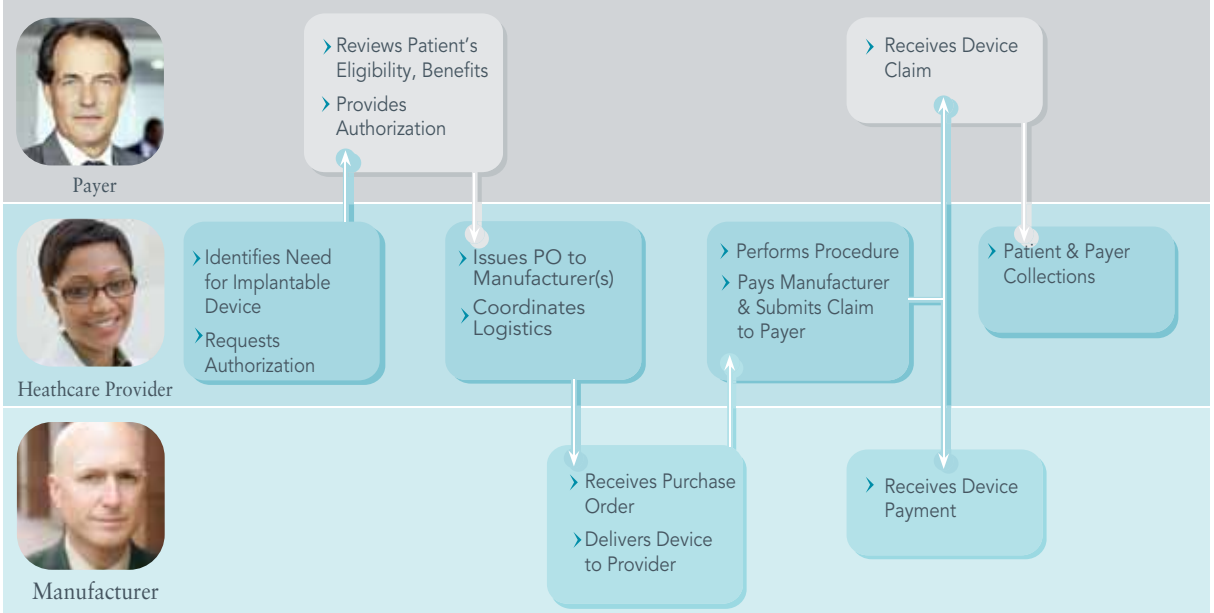 Reviews Patient's
Eligibility, Benefits
Provides
Authorization
Receives Device
Claim
Payer
Identifies Need
for Implantable
Device
Requests
Authorization
Issues PO to
Manufacturer(s)
Coordinates
Logistics
Performs Procedure
Pays Manufacturer
& Submits Claim
to Payer
Patient & Payer
Collections
Heathcare Provider
Receives Purchase
Order
Delivers Device
to Provider
Receives Device
Payment
Manufacturer